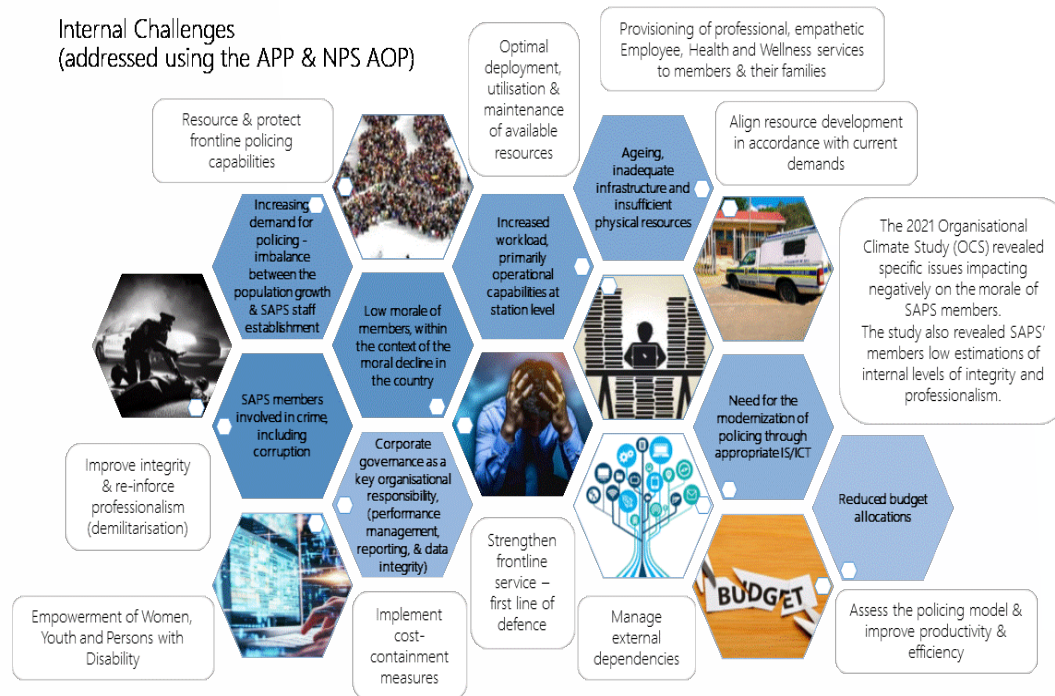 Internal Challenges
(addressed using the APP & NPS AOP)
Optimal
deployment,
utilisation &
maintenance
of available
resources
Provisioning of professional, empathetic
Employee, Health and Wellness services
to members & their families
Resource & protect
frontline policing
capabilities
Align resource development
in accordance with current
demands
Ageing,
inadequate
infrastructure and
insufficient
physical resources
Increasing
demand for
policing -
imbalance
between the
population growth
& SAPS staff
establishment
Increased
workload,
primarily
operational
capabilities at
station level
The 2021 Organisational
Climate Study (OCS) revealed
specific issues impacting
negatively on the morale of
SAPS members.
The study also revealed SAPS'
members low estimations of
internal levels of integrity and
professionalism.
Low morale of
members, within
the context of the
moral decline in
the country
SAPS members
involved in crime,
including
corruption
Need for the
modernization of
policing through
appropriate IS/ICT
Corporate
governance as a
key organisational
responsibility,
(performance
management,
reporting, & data
integrity)
Reduced budget
allocations
Improve integrity
& re-inforce
professionalism
(demilitarisation)
Strengthen
frontline
service –
first line of
defence
BUDGET
Empowerment of Women,
Youth and Persons with
Disability
Implement
cost-
containment
measures
Manage
external
dependencies
Assess the policing model &
improve productivity &
efficiency